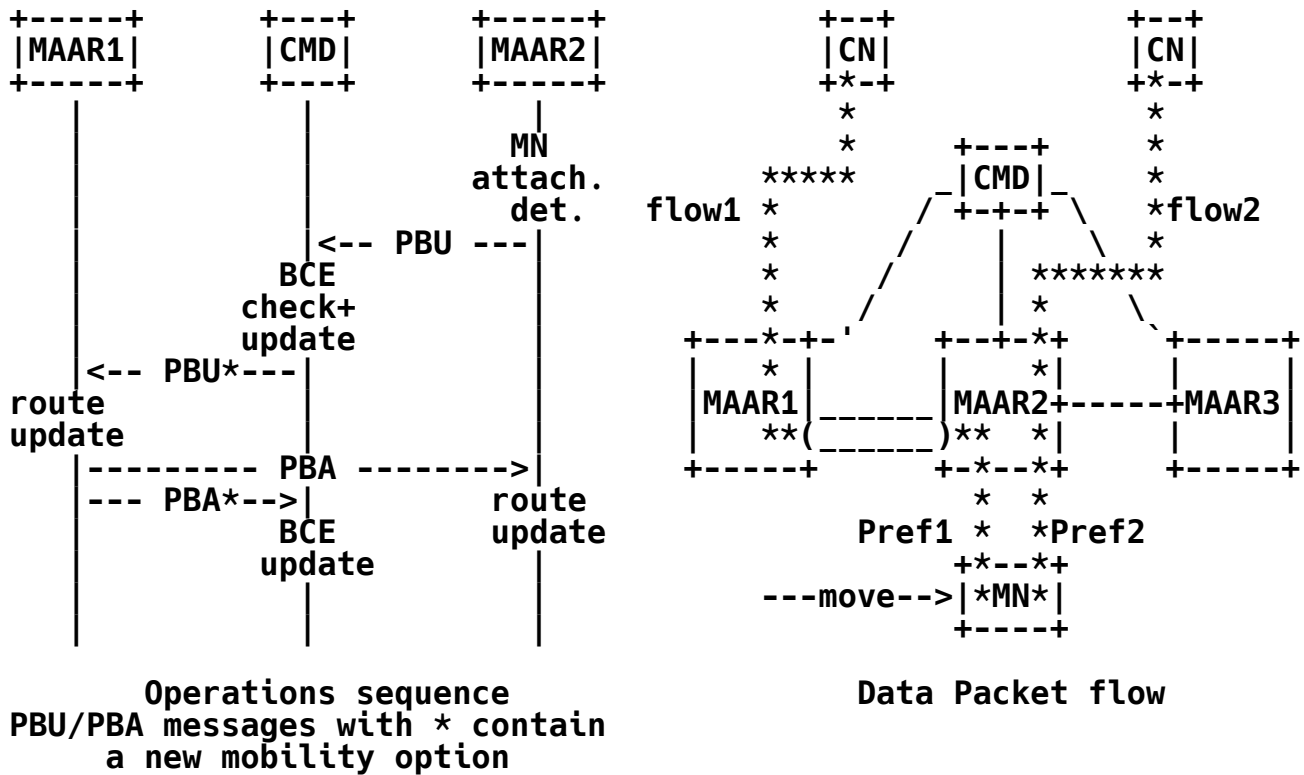 +-----+      +---+      +-----+            +--+            +--+
|MAAR1|      |CMD|      |MAAR2|            |CN|            |CN|
+-----+      +---+      +-----+            +*-+            +*-+
   |           |           |                *               *
   |           |          MN                *     +---+     *
   |           |        attach.         *****    _|CMD|_    *
   |           |          det.    flow1 *       / +-+-+ \   *flow2
   |           |<-- PBU ---|            *      /    |    \  *
   |          BCE          |            *     /     | *******
   |        check+         |            *    /      | *    \
   |        update         |        +---*-+-'    +--+-*+    `+-----+
   |<-- PBU*---|           |        |   * |      |    *|     |     |
route          |           |        |MAAR1|______|MAAR2+-----+MAAR3|
update         |           |        |   **(______)**  *|     |     |
   |--------- PBA -------->|        +-----+      +-*--*+     +-----+
   |--- PBA*-->|         route                     *  *
   |          BCE        update              Pref1 *  *Pref2
   |         update        |                      +*--*+
   |           |           |            ---move-->|*MN*|
   |           |           |                      +----+
Operations sequence                  Data Packet flow
PBU/PBA messages with * contain
a new mobility option